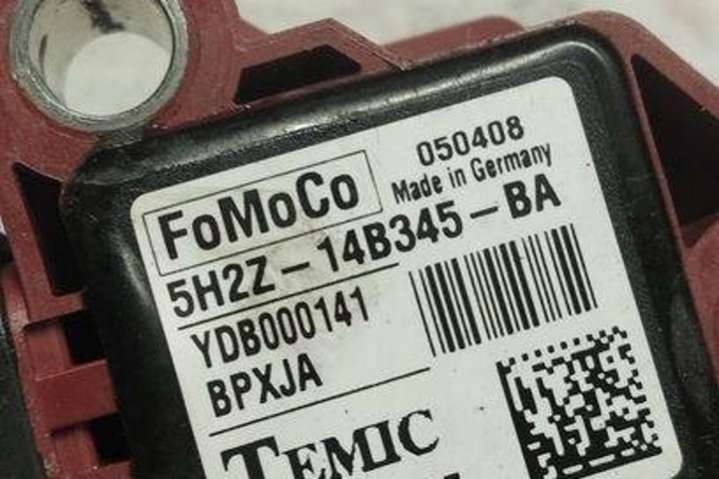 050408
FoMoCo Made in Germany
5H2Z-14B345-BA
YDB000141
BPXJA
TEMIC